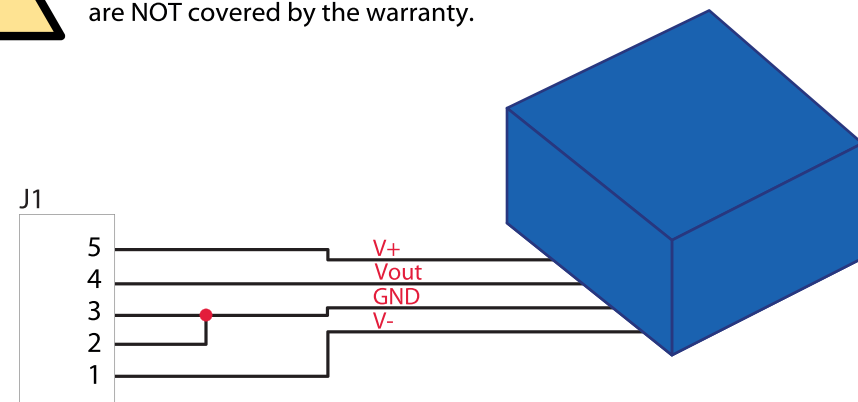 are NOT covered by the warranty.
J1
5
V+
4
Vout
3
GND
2
V-
1